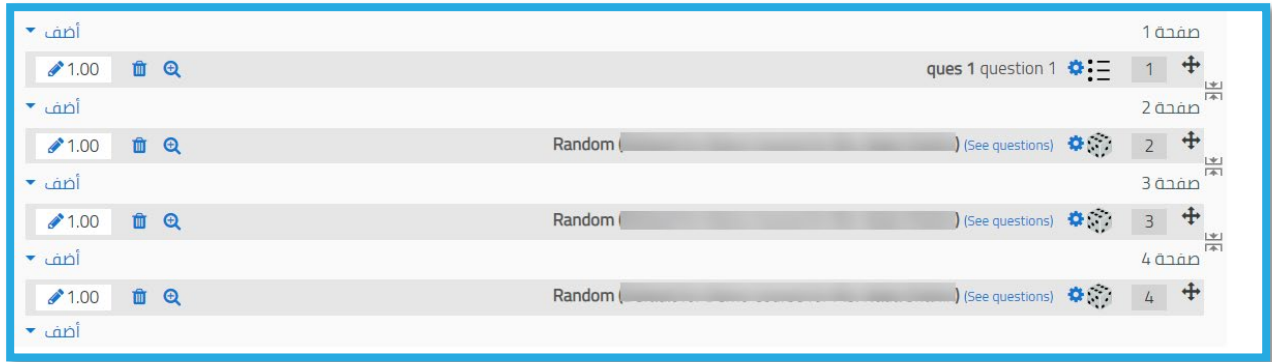 صفحة 1 أضف
1 ques 1 question 1 1.00
صفحة 2 أضف
2 Random ( ) (See questions) 1.00
صفحة 3 أضف
3 Random ( ) (See questions) 1.00
صفحة 4 أضف
4 Random ( ) (See questions) 1.00
أضف